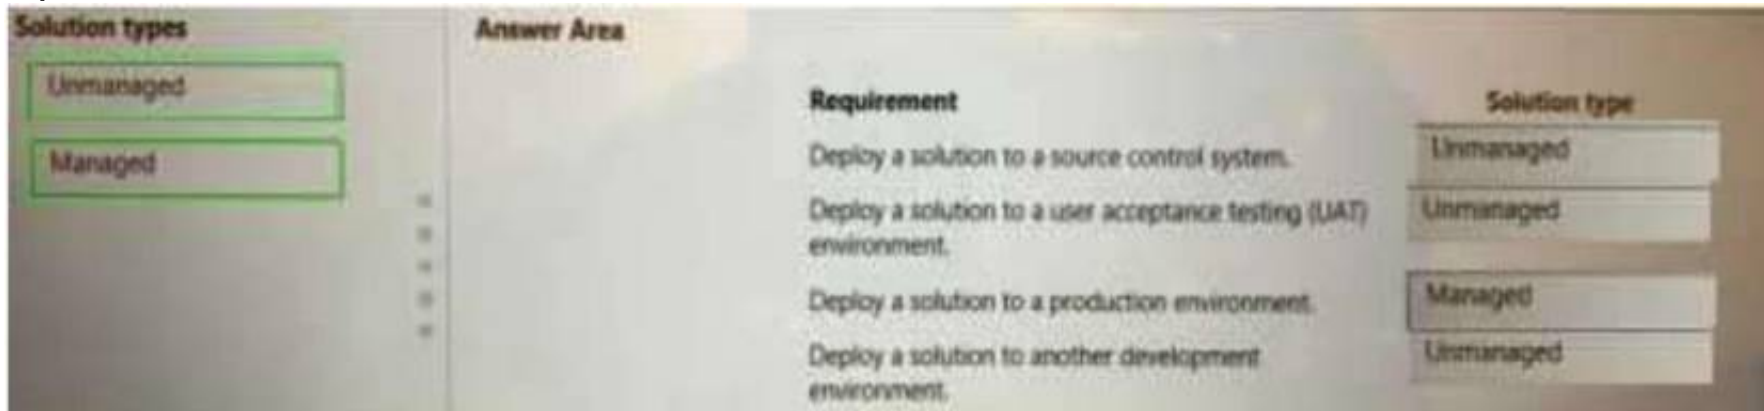 Solution types
Unmanaged
Managed
Answer Area
Requirement
Solution type
Deploy a solution to a source control system.
Unmanaged
Deploy a solution to a user acceptance testing (UAT)
environment.
Unmanaged
Deploy a solution to a production environment.
Managed
Deploy a solution to another development
environment.
Unmanaged